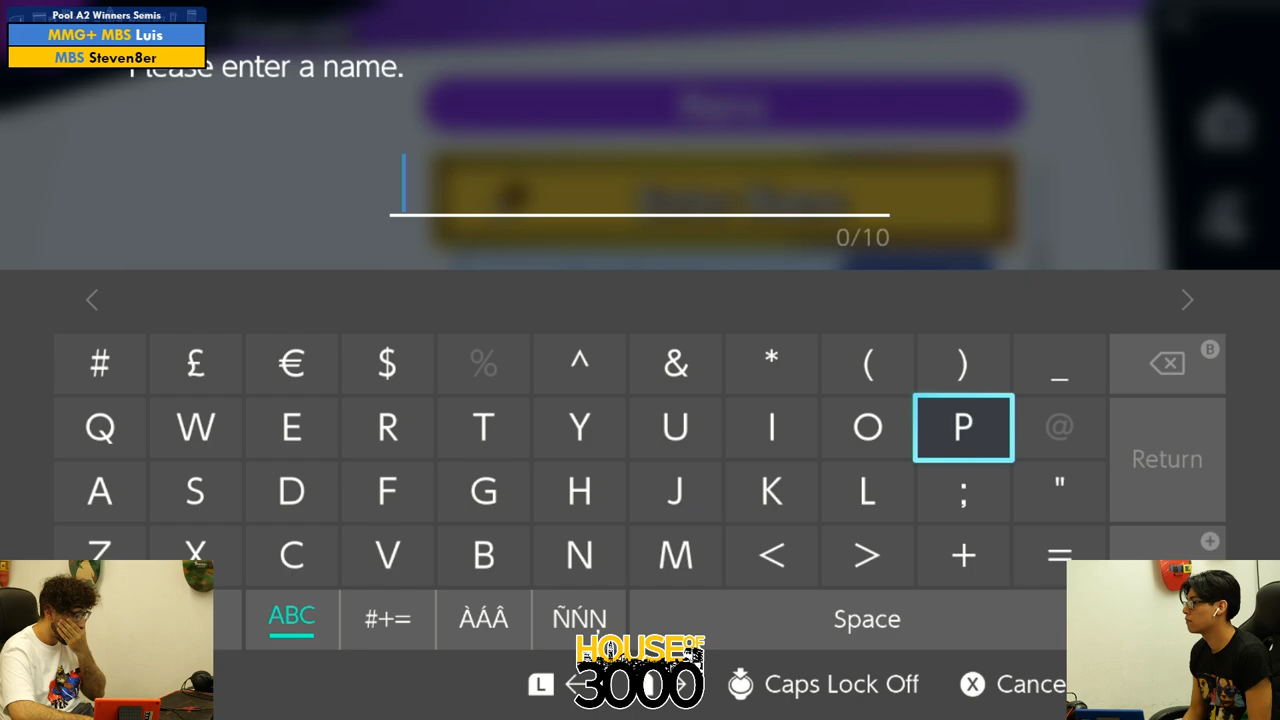 Pool A2 Winners Semis
MMG+ MBS Luis
MBS Steven8er
Please enter a name.
0/10
# £ € $ % ^ & * ( ) _ B
Q W E R T Y U I O P @
Return
A S D F G H J K L ; "
Z X C V B N M < > + = +
ABC #+= ÀÁÂ ÑŃŅ Space
HOUSE OF
3000
L Caps Lock Off X Cance